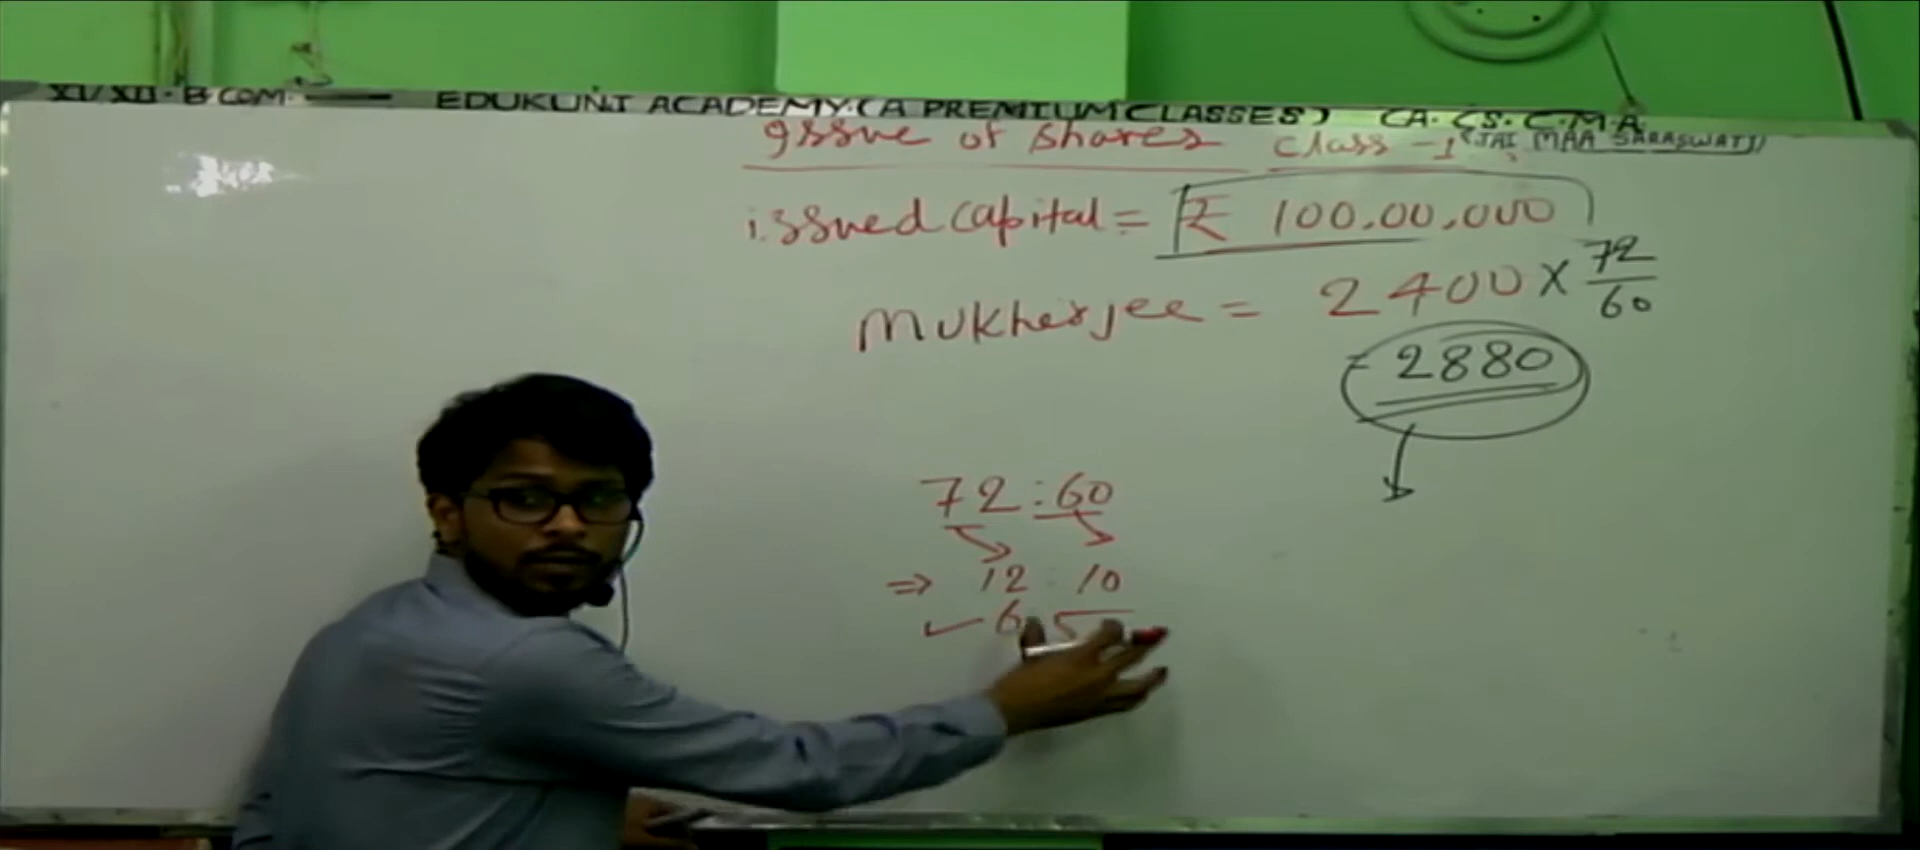 XI/XII. B.COM. — EDUKUNJ ACADEMY. (A PREMIUM CLASSES) CA. CS. C.M.A
Issue of shares Class -1 (JAI MAA SARASWATI)
issued capital = ₹ 100,00,000
Mukherjee = 2400 × 72/60
= 2880
72 : 60
⇒ 12 : 10
✓ 6 : 5